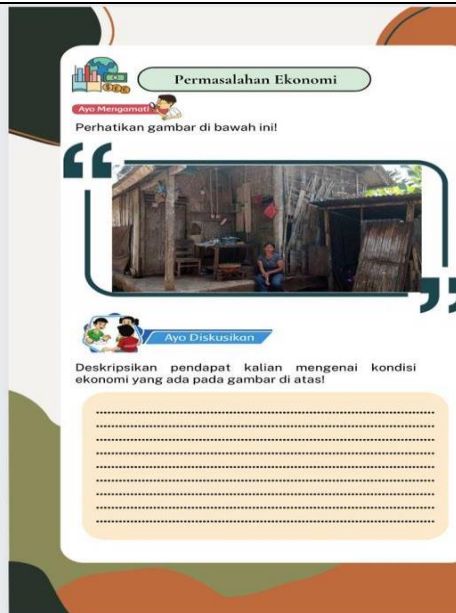 Permasalahan Ekonomi
Ayo Mengamati
Perhatikan gambar di bawah ini!
Ayo Diskusikan
Deskripsikan pendapat kalian mengenai kondisi
ekonomi yang ada pada gambar di atas!